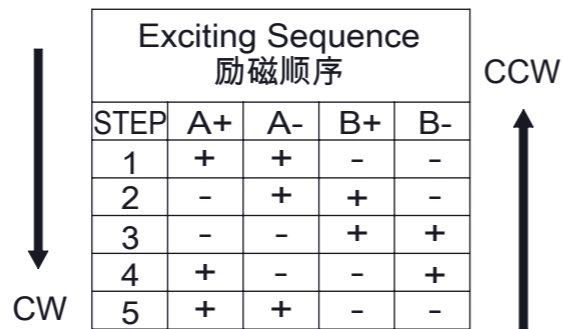 Exciting Sequence
励磁顺序
CCW
STEP A+ A- B+ B-
1 + + - -
2 - + + -
3 - - + +
4 + - - +
CW
5 + + - -